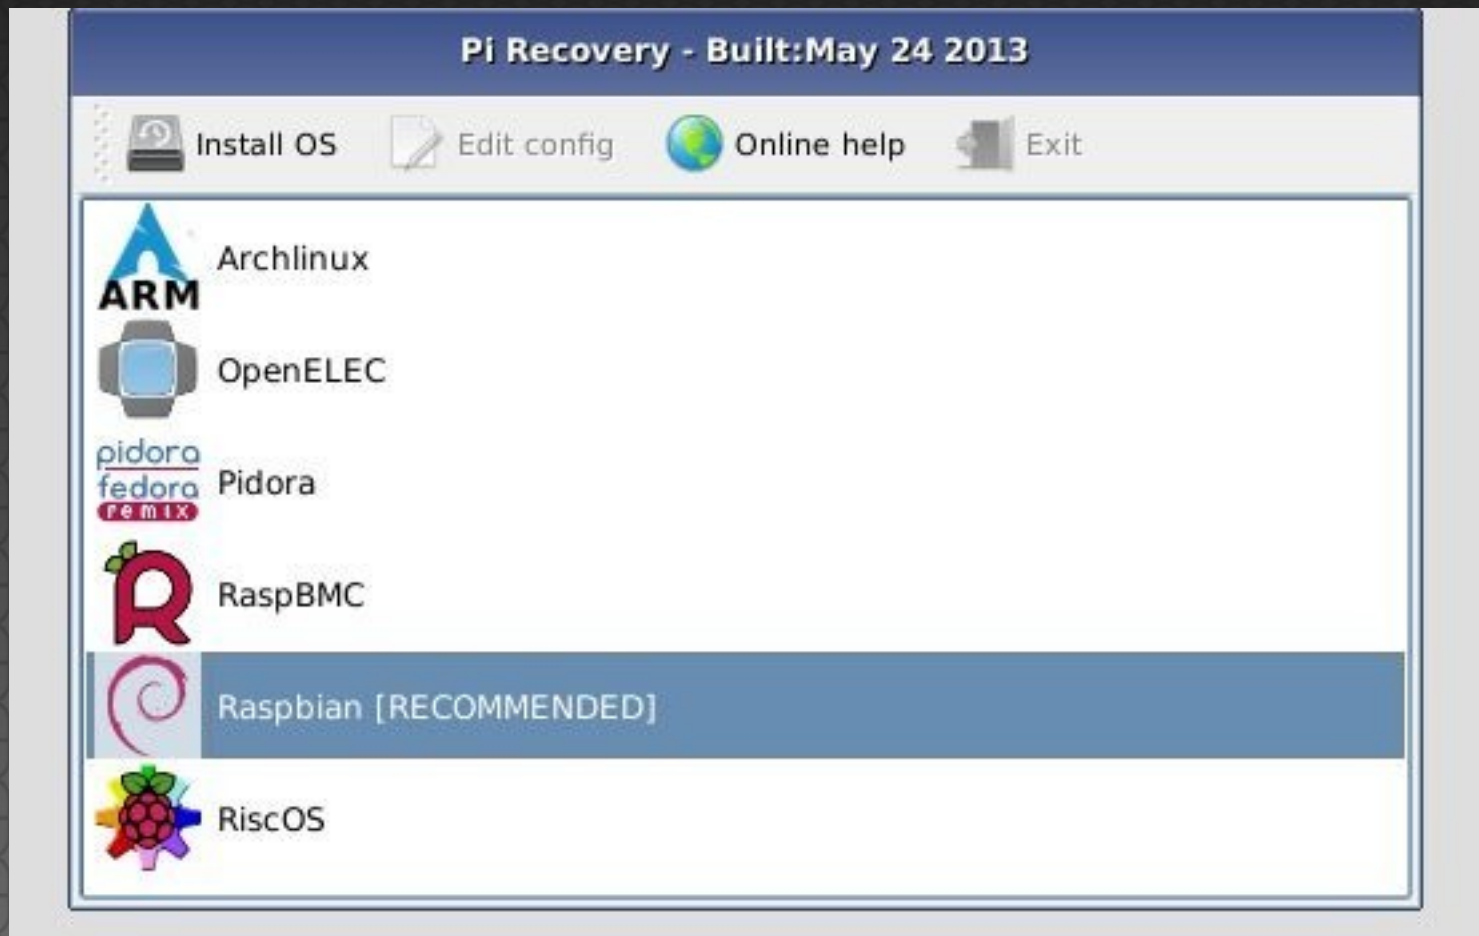 Pi Recovery - Built:May 24 2013
Install OS Edit config Online help Exit
ARM
Archlinux
OpenELEC
pidora
fedora
remix
Pidora
RaspBMC
Raspbian [RECOMMENDED]
RiscOS